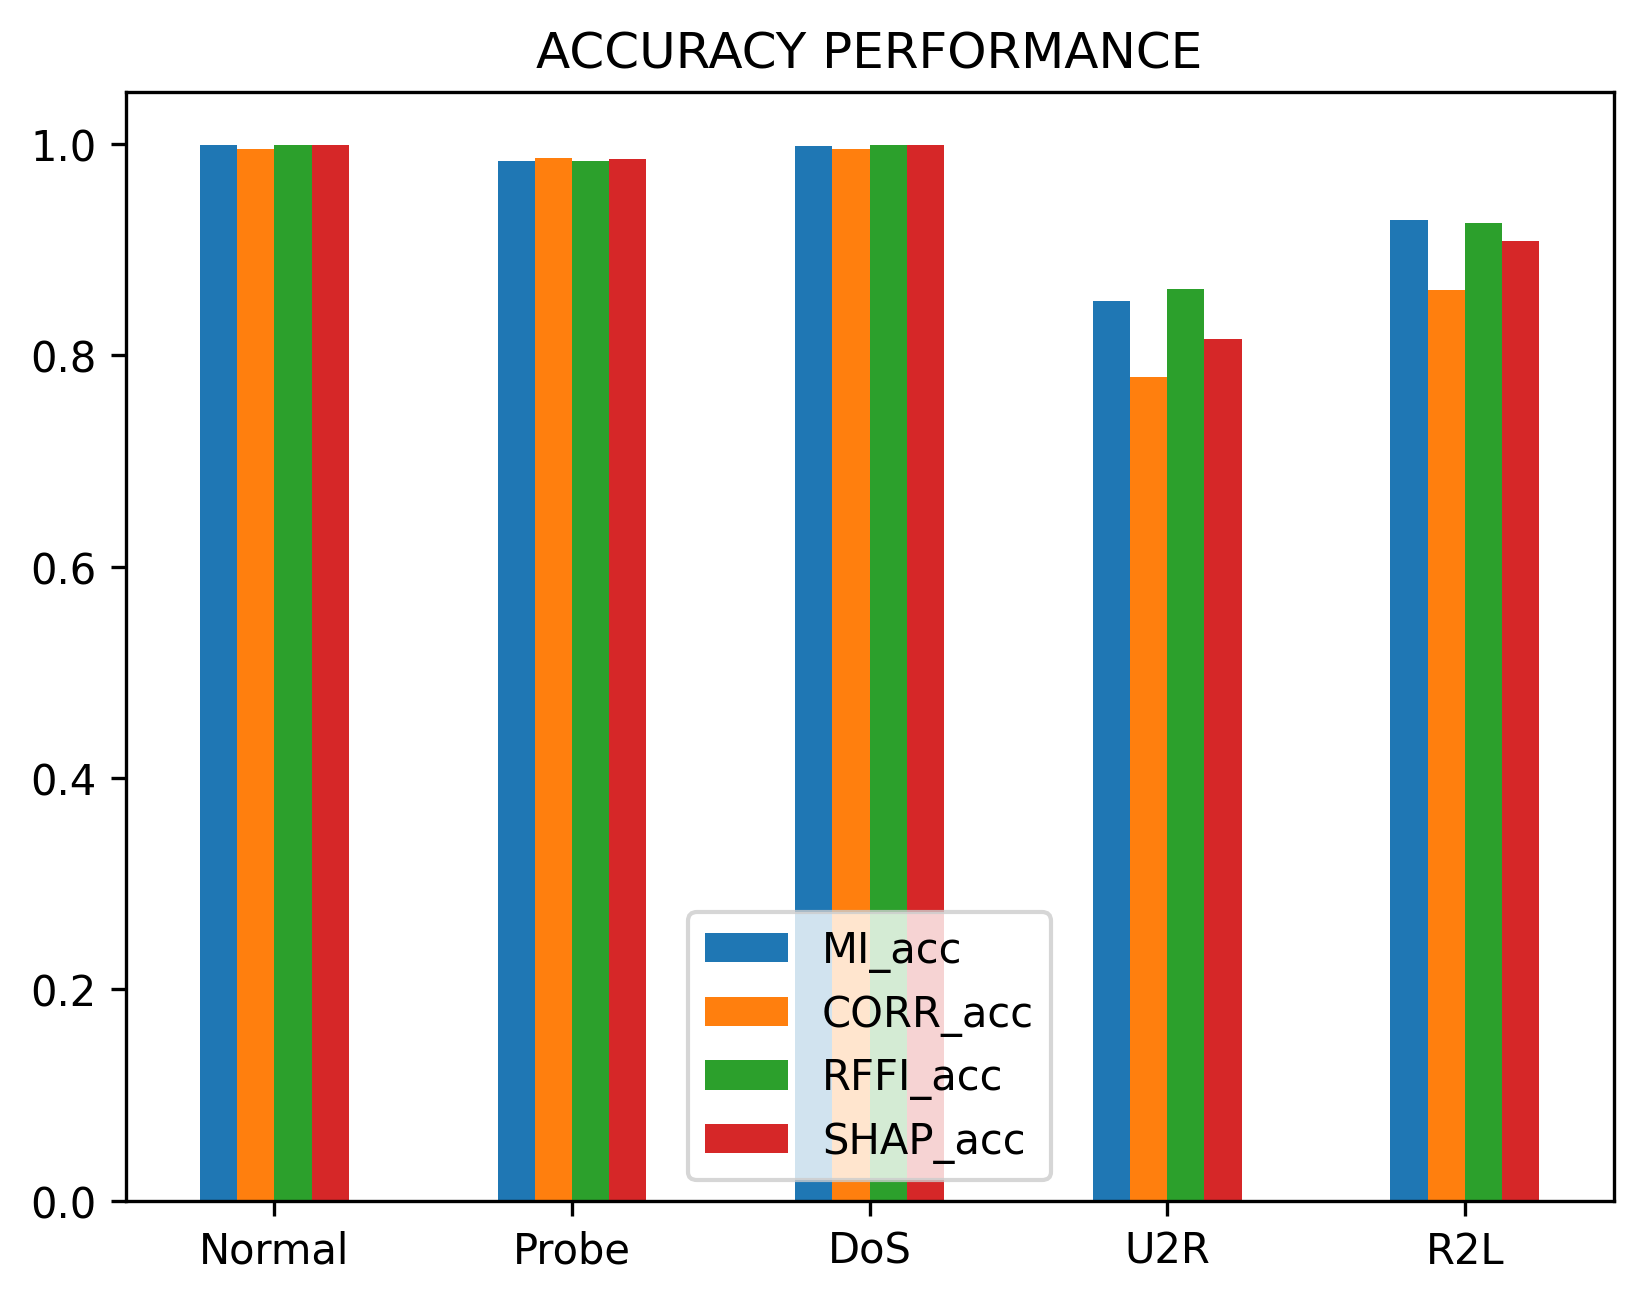 ACCURACY PERFORMANCE
1.0
0.8
0.6
0.4
0.2
0.0
MI_acc
CORR_acc
RFFI_acc
SHAP_acc
Normal Probe DoS U2R R2L